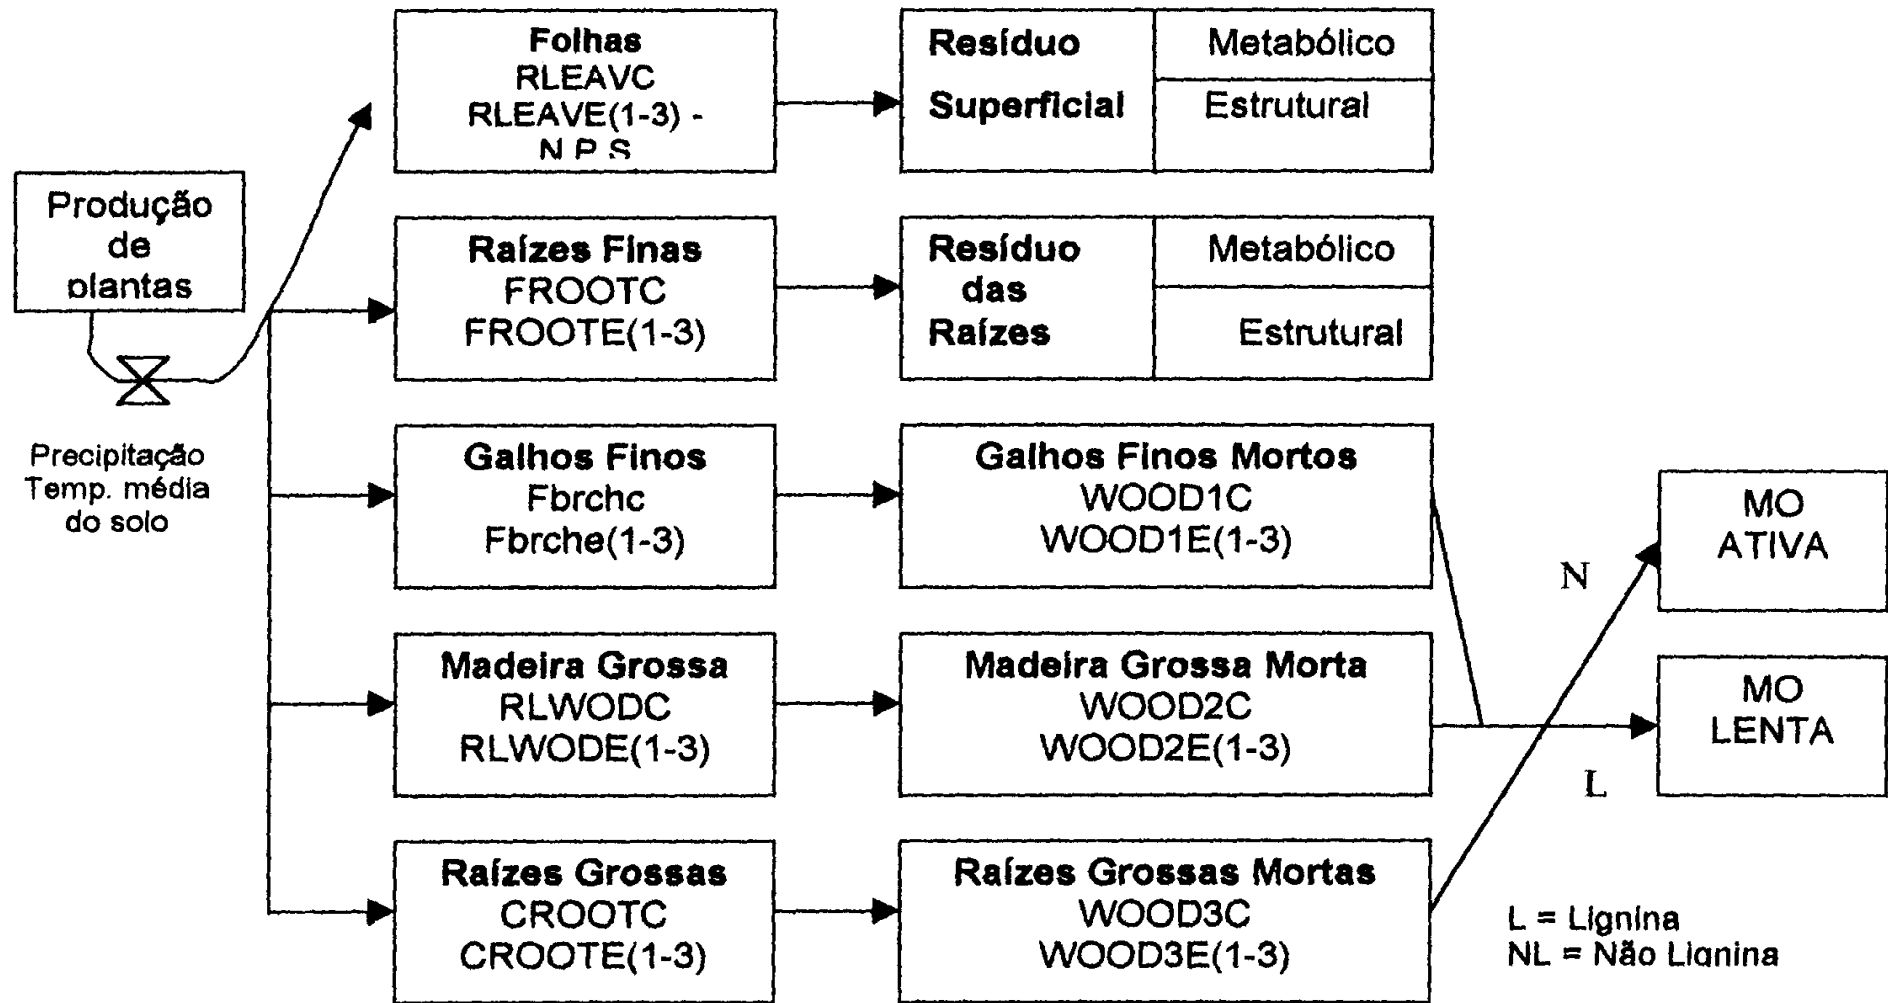 Produção
de
plantas
Precipitação
Temp. média
do solo
Folhas
RLEAVC
RLEAVE(1-3) -
N P S
Resíduo
Superficial
Metabólico
Estrutural
Raízes Finas
FROOTC
FROOTE(1-3)
Resíduo
das
Raízes
Metabólico
Estrutural
Galhos Finos
Fbrchc
Fbrche(1-3)
Galhos Finos Mortos
WOOD1C
WOOD1E(1-3)
Madeira Grossa
RLWODC
RLWODE(1-3)
Madeira Grossa Morta
WOOD2C
WOOD2E(1-3)
Raízes Grossas
CROOTC
CROOTE(1-3)
Raízes Grossas Mortas
WOOD3C
WOOD3E(1-3)
N
L
MO
ATIVA
MO
LENTA
L = Lignina
NL = Não Lignina